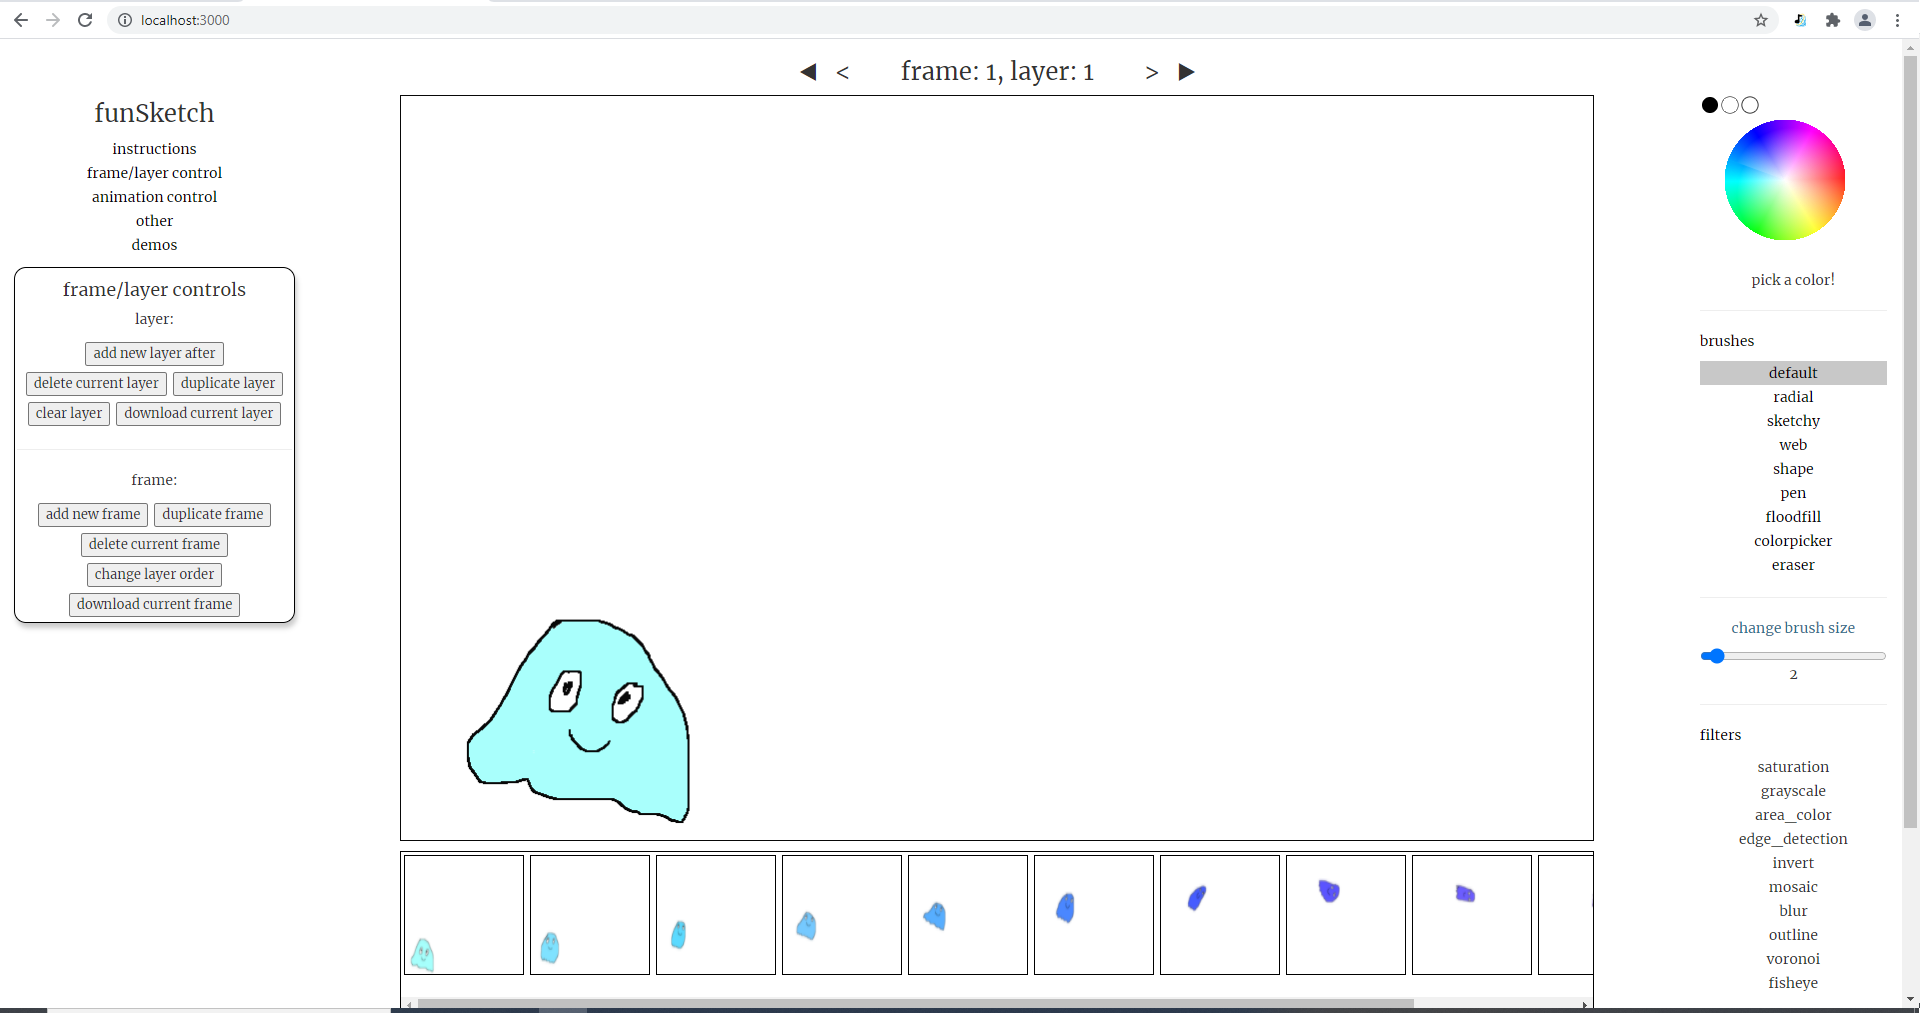 localhost:3000
frame: 1, layer: 1
funSketch
instructions
frame/layer control
animation control
other
demos
frame/layer controls
layer:
add new layer after
delete current layer duplicate layer
clear layer download current layer
frame:
add new frame duplicate frame
delete current frame
change layer order
download current frame
pick a color!
brushes
default
radial
sketchy
web
shape
pen
floodfill
colorpicker
eraser
change brush size
2
filters
saturation
grayscale
area_color
edge_detection
invert
mosaic
blur
outline
voronoi
fisheye